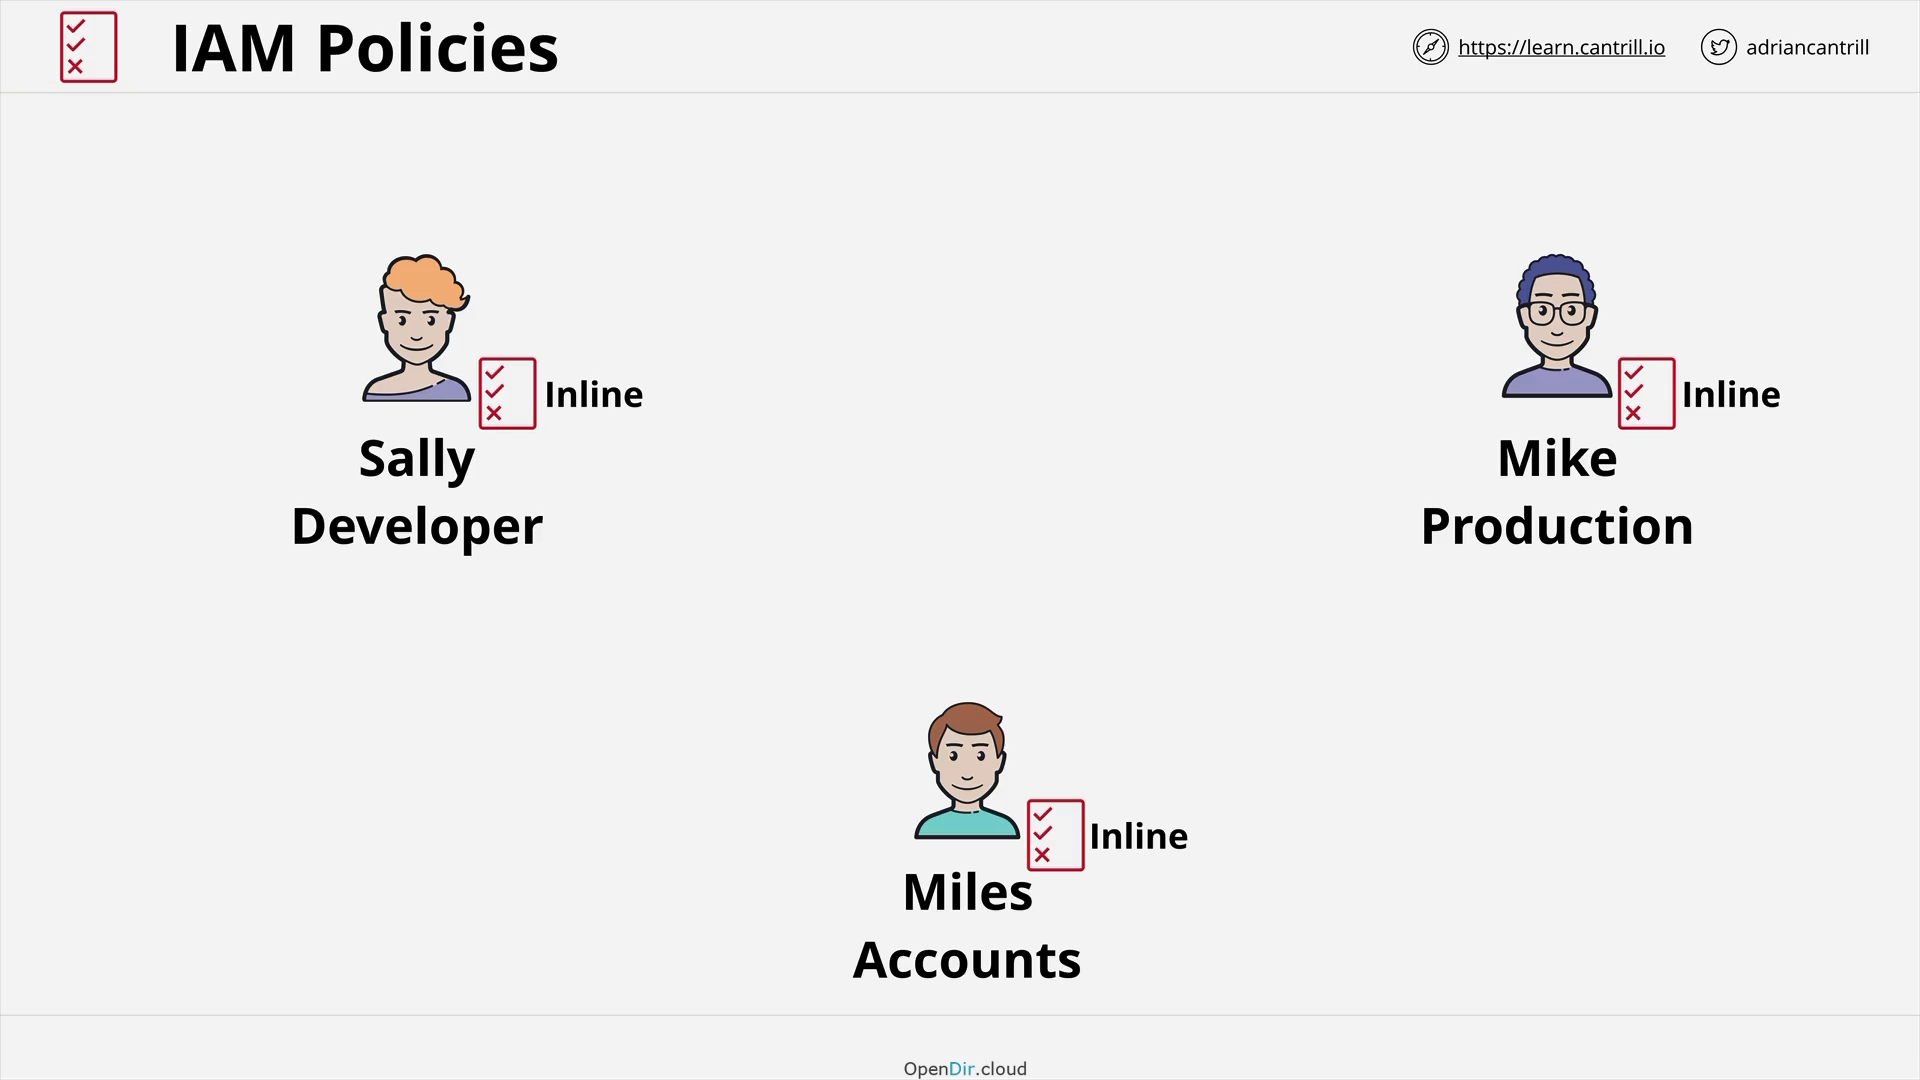 IAM Policies
https://learn.cantrill.io
adriancantrill
Inline
Sally
Developer
Inline
Mike
Production
Inline
Miles
Accounts
OpenDir.cloud